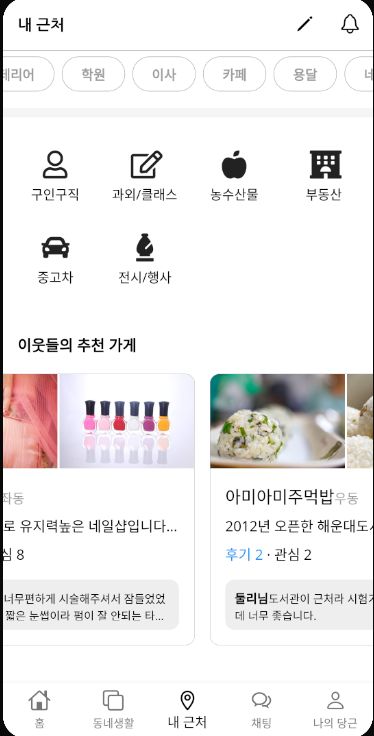 내 근처
테리어 학원 이사 카페 용달
구인구직 과외/클래스 농수산물 부동산
중고차 전시/행사
이웃들의 추천 가게
좌동
로 유지력높은 네일샵입니다...
심 8
너무편하게 시술해주셔서 잠들었었
짧은 눈썹이라 펌이 잘 안되는 타...
아미아미주먹밥우동
2012년 오픈한 해운대도서
후기 2 · 관심 2
둘리님도서관이 근처라 시험기
데 너무 좋습니다.
홈 동네생활 내 근처 채팅 나의 당근